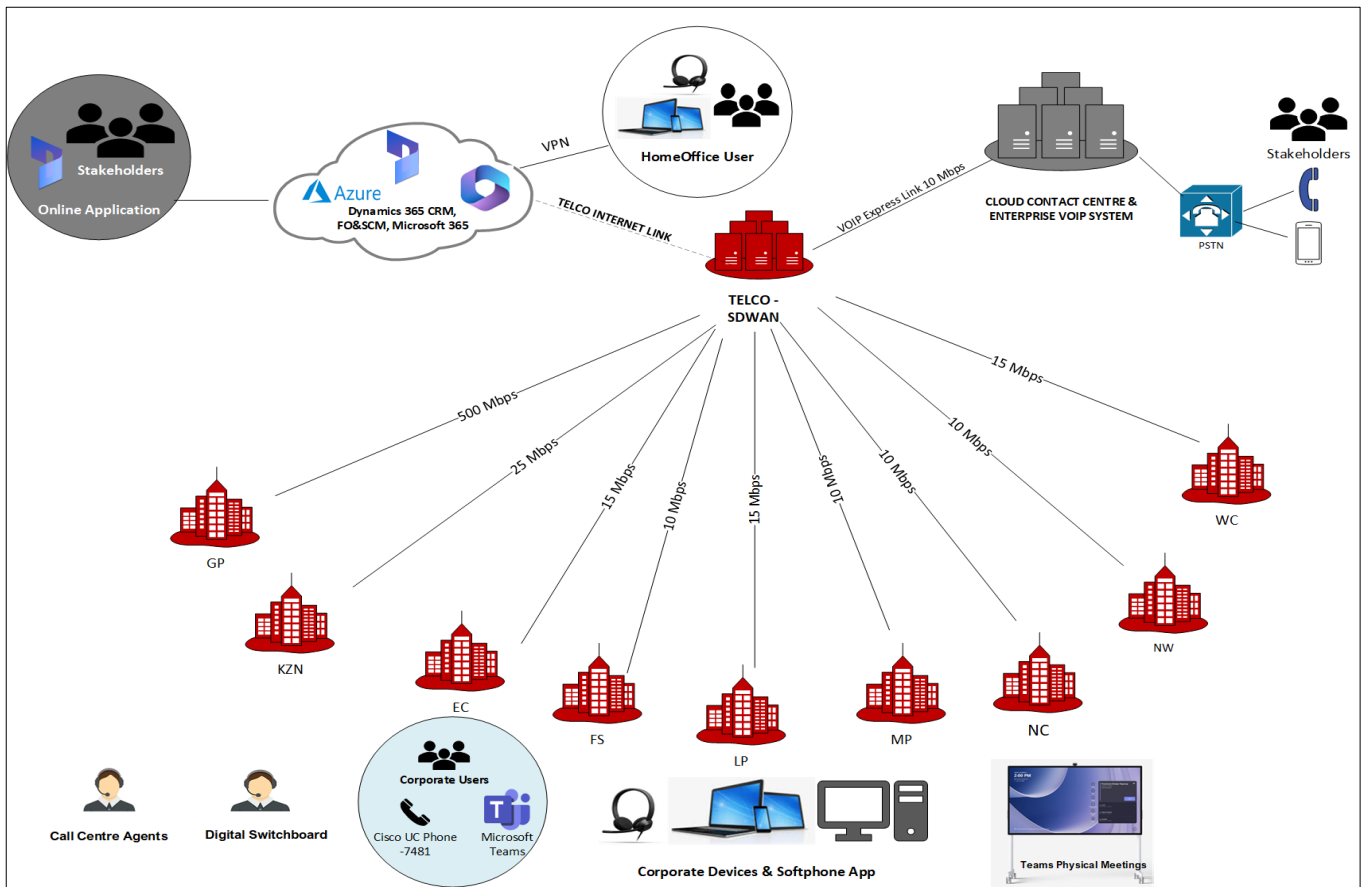 Stakeholders
Online Application
Azure
Dynamics 365 CRM,
FO&SCM, Microsoft 365
VPN
HomeOffice User
TELCO INTERNET LINK
VOIP Express Link 10 Mbps
CLOUD CONTACT CENTRE &
ENTERPRISE VOIP SYSTEM
Stakeholders
PSTN
TELCO -
SDWAN
500 Mbps
25 Mbps
15 Mbps
10 Mbps
15 Mbps
10 Mbps
10 Mbps
10 Mbps
15 Mbps
GP
KZN
EC
FS
LP
MP
NC
NW
WC
Call Centre Agents
Digital Switchboard
Corporate Users
Cisco UC Phone
-7481
T
Microsoft
Teams
Corporate Devices & Softphone App
Teams Physical Meetings